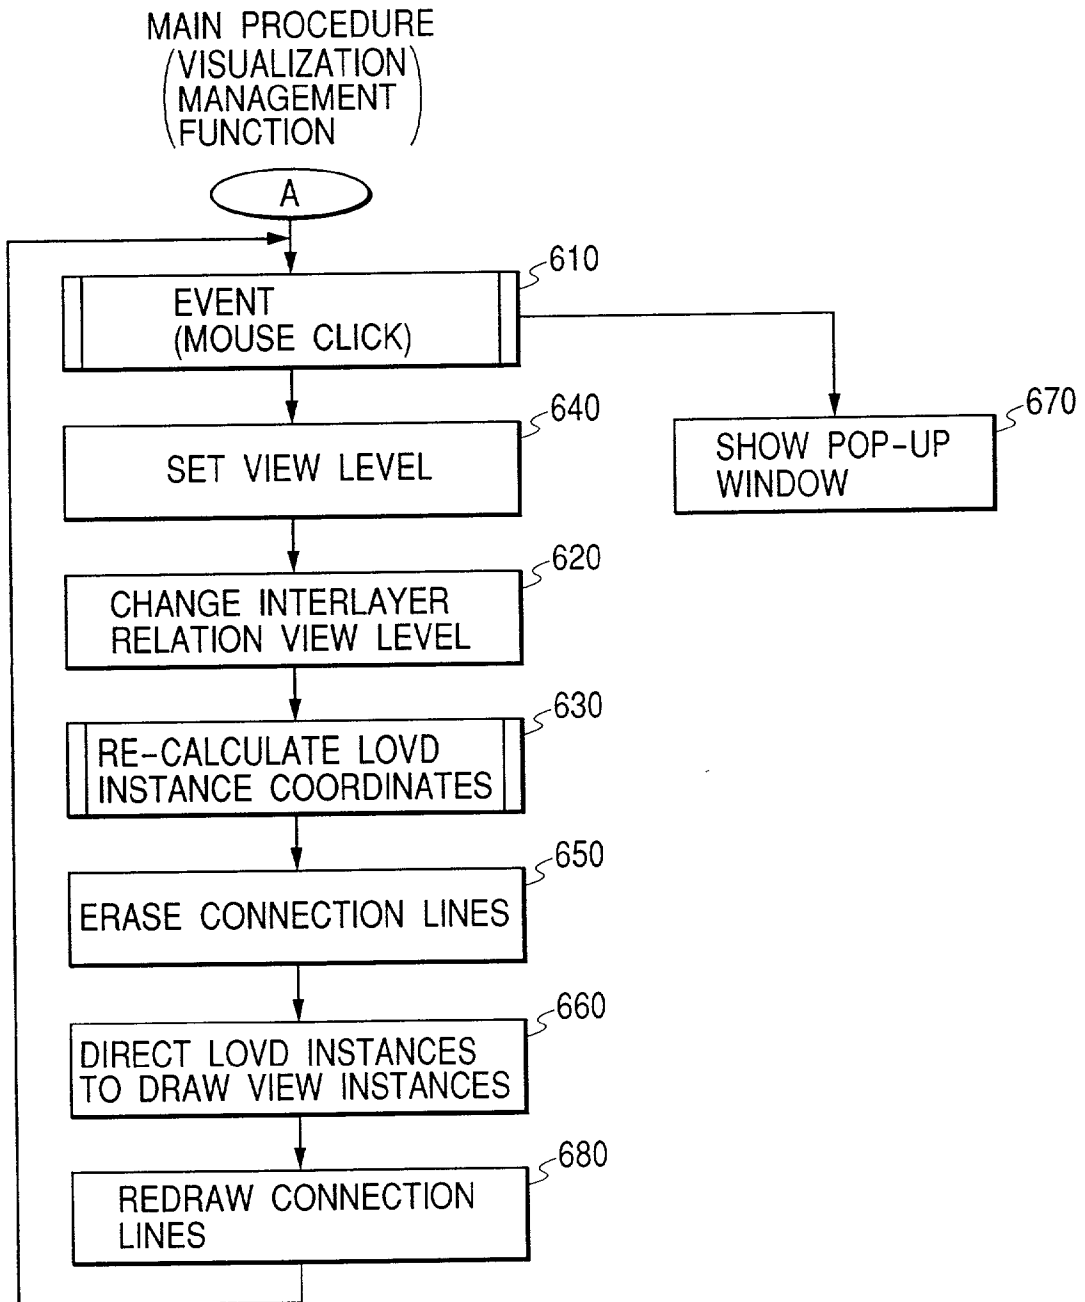 MAIN PROCEDURE
(VISUALIZATION
MANAGEMENT
FUNCTION)
A
610
EVENT
(MOUSE CLICK)
640
SET VIEW LEVEL
670
SHOW POP-UP
WINDOW
620
CHANGE INTERLAYER
RELATION VIEW LEVEL
630
RE-CALCULATE LOVD
INSTANCE COORDINATES
650
ERASE CONNECTION LINES
660
DIRECT LOVD INSTANCES
TO DRAW VIEW INSTANCES
680
REDRAW CONNECTION
LINES